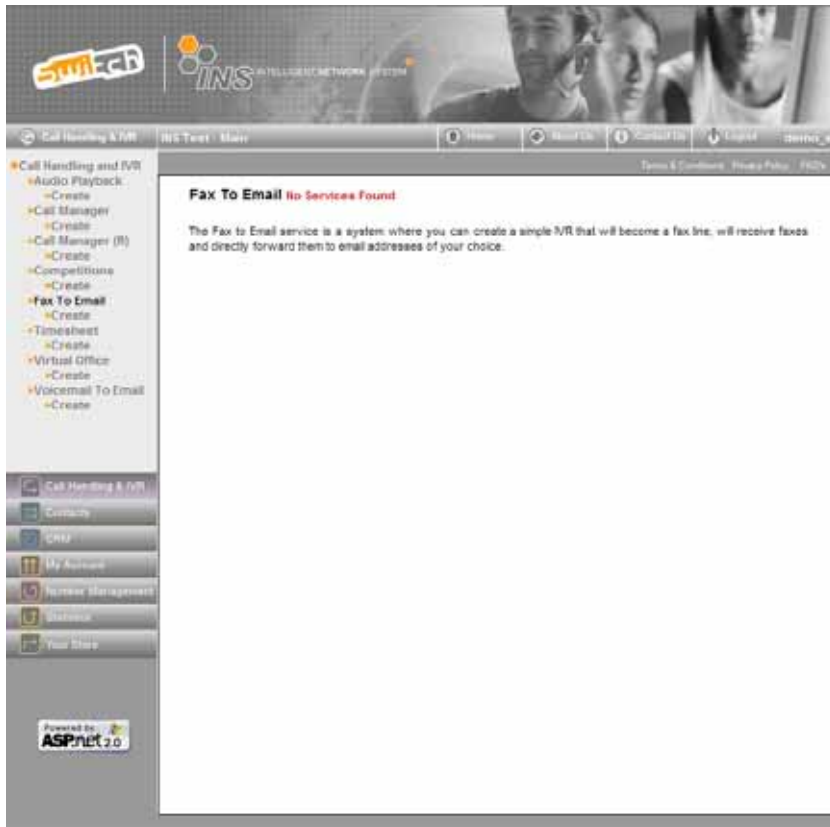 switch
INS INTELLIGENT NETWORK SYSTEM
Call Handling & IVR
INS Test : Main
Home
About Us
Contact Us
Logout
demo_
Terms & Conditions Privacy Policy FAQ's
Call Handling and IVR
Audio Playback
Create
Call Manager
Create
Call Manager (R)
Create
Competitions
Create
Fax To Email
Create
Timesheet
Create
Virtual Office
Create
Voicemail To Email
Create
Fax To Email No Services Found
The Fax to Email service is a system where you can create a simple IVR that will become a fax line, will receive faxes
and directly forward them to email addresses of your choice.
Call Handling & IVR
Contacts
CRM
My Account
Number Management
Statistics
Your Store
Powered by
ASP.net 2.0